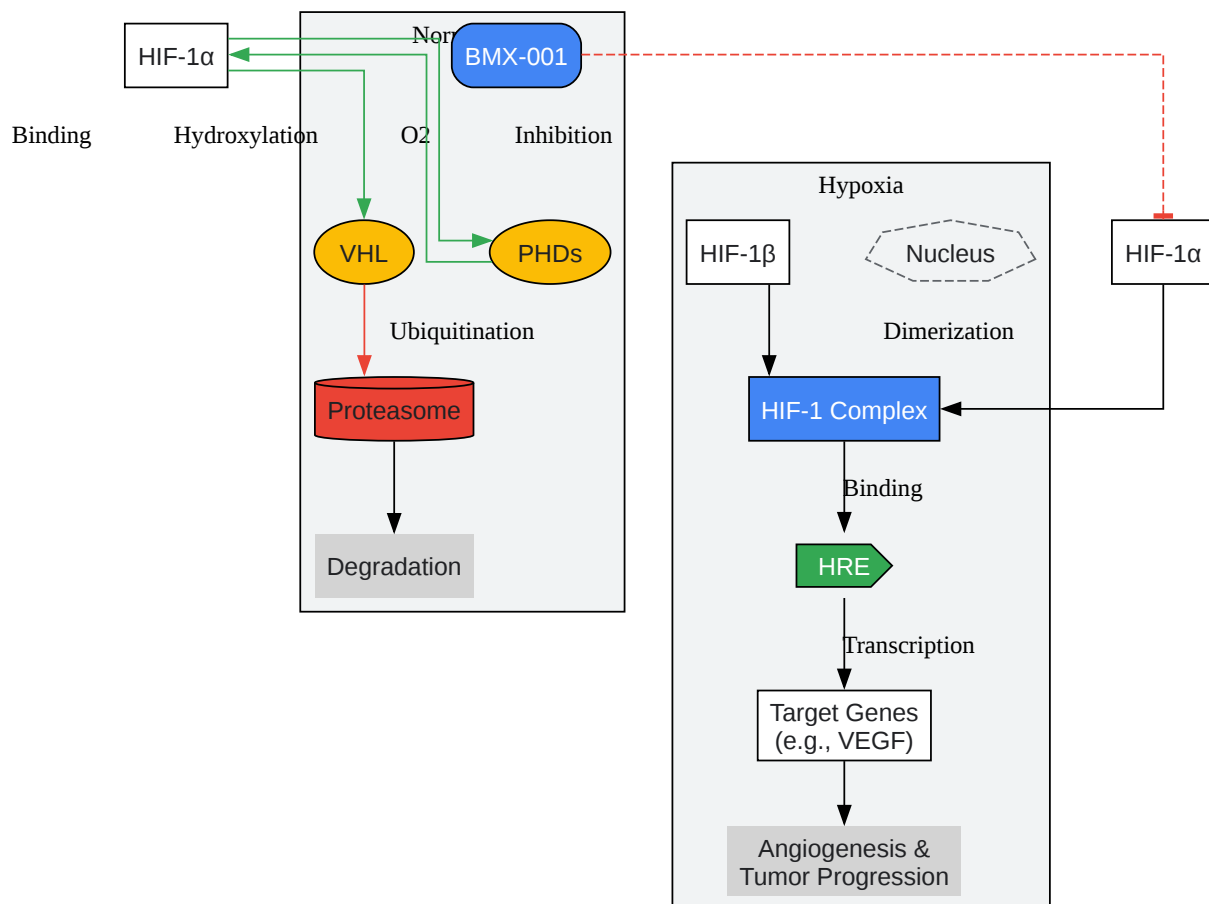 HIF-1α
BMX-001
Binding
Hydroxylation
O2
Inhibition
Hypoxia
VHL
PHDs
HIF-1β
Nucleus
HIF-1α
Ubiquitination
Dimerization
Proteasome
HIF-1 Complex
Binding
Degradation
HRE
Transcription
Target Genes
(e.g., VEGF)
Angiogenesis &
Tumor Progression